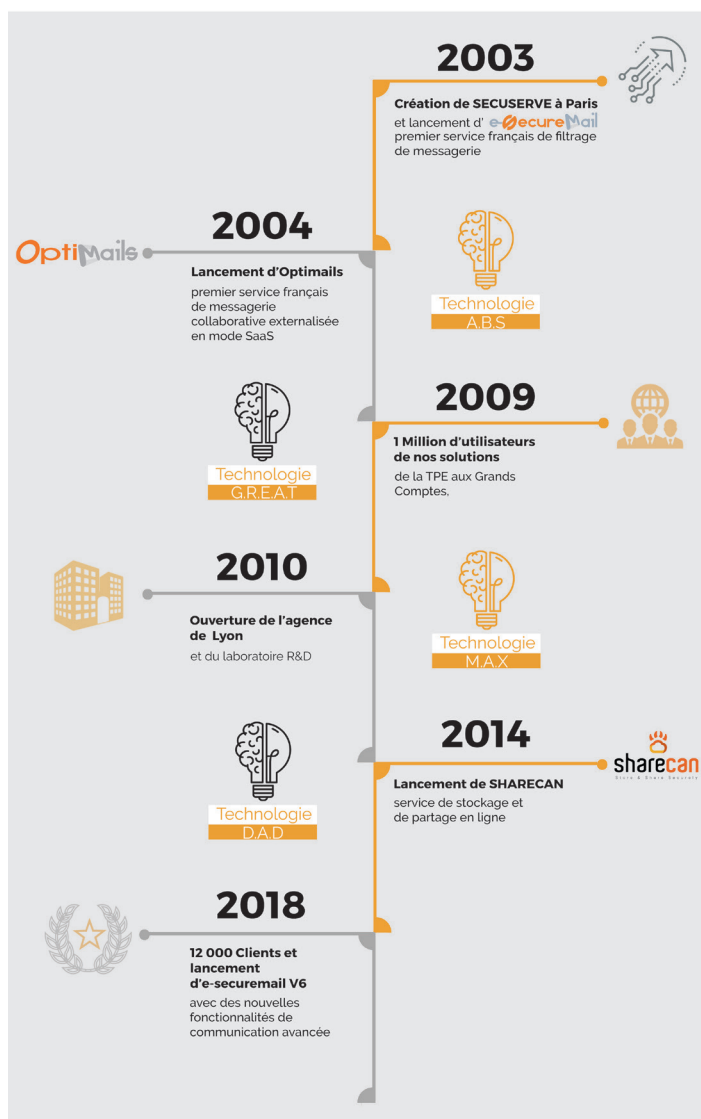 2003
Création de SECUSERVE à Paris
et lancement d' e-SecureMail
premier service français de filtrage
de messagerie
2004
OptiMails
Lancement d'Optimails
premier service français
de messagerie
collaborative externalisée
en mode SaaS
Technologie
A.B.S
2009
1 Million d'utilisateurs
de nos solutions
de la TPE aux Grands
Comptes,
Technologie
G.R.E.A.T
2010
Ouverture de l'agence
de Lyon
et du laboratoire R&D
Technologie
M.A.X
2014
sharecan
Store & Share Securely
Lancement de SHARECAN
service de stockage et
de partage en ligne
Technologie
D.A.D
2018
12 000 Clients et
lancement
d'e-securemail V6
avec des nouvelles
fonctionnalités de
communication avancée